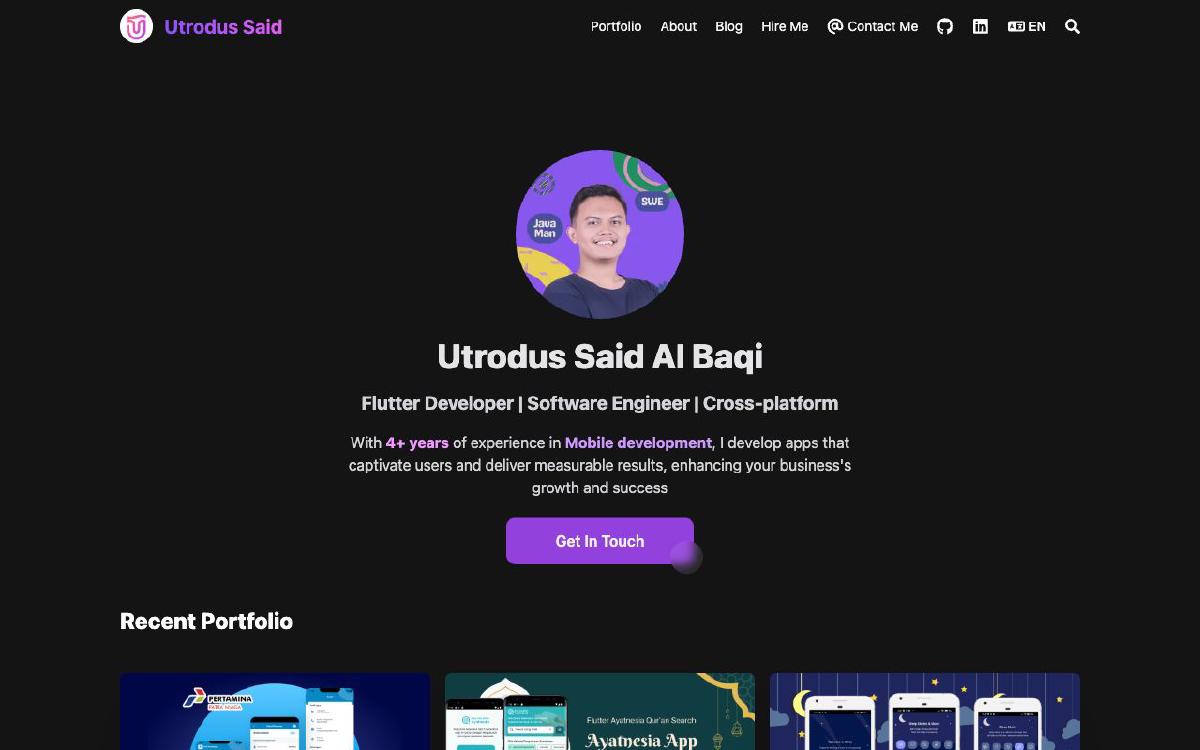 Utrodus Said
Portfolio
About
Blog
Hire Me
Contact Me
EN
Java
Man
SWE
Utrodus Said Al Baqi
Flutter Developer | Software Engineer | Cross-platform
With 4+ years of experience in Mobile development, I develop apps that
captivate users and deliver measurable results, enhancing your business's
growth and success
Get In Touch
Recent Portfolio
PERTAMINA
PATRA NIAGA
Flutter Ayatnesia Qur'an Search
Ayatnesia App